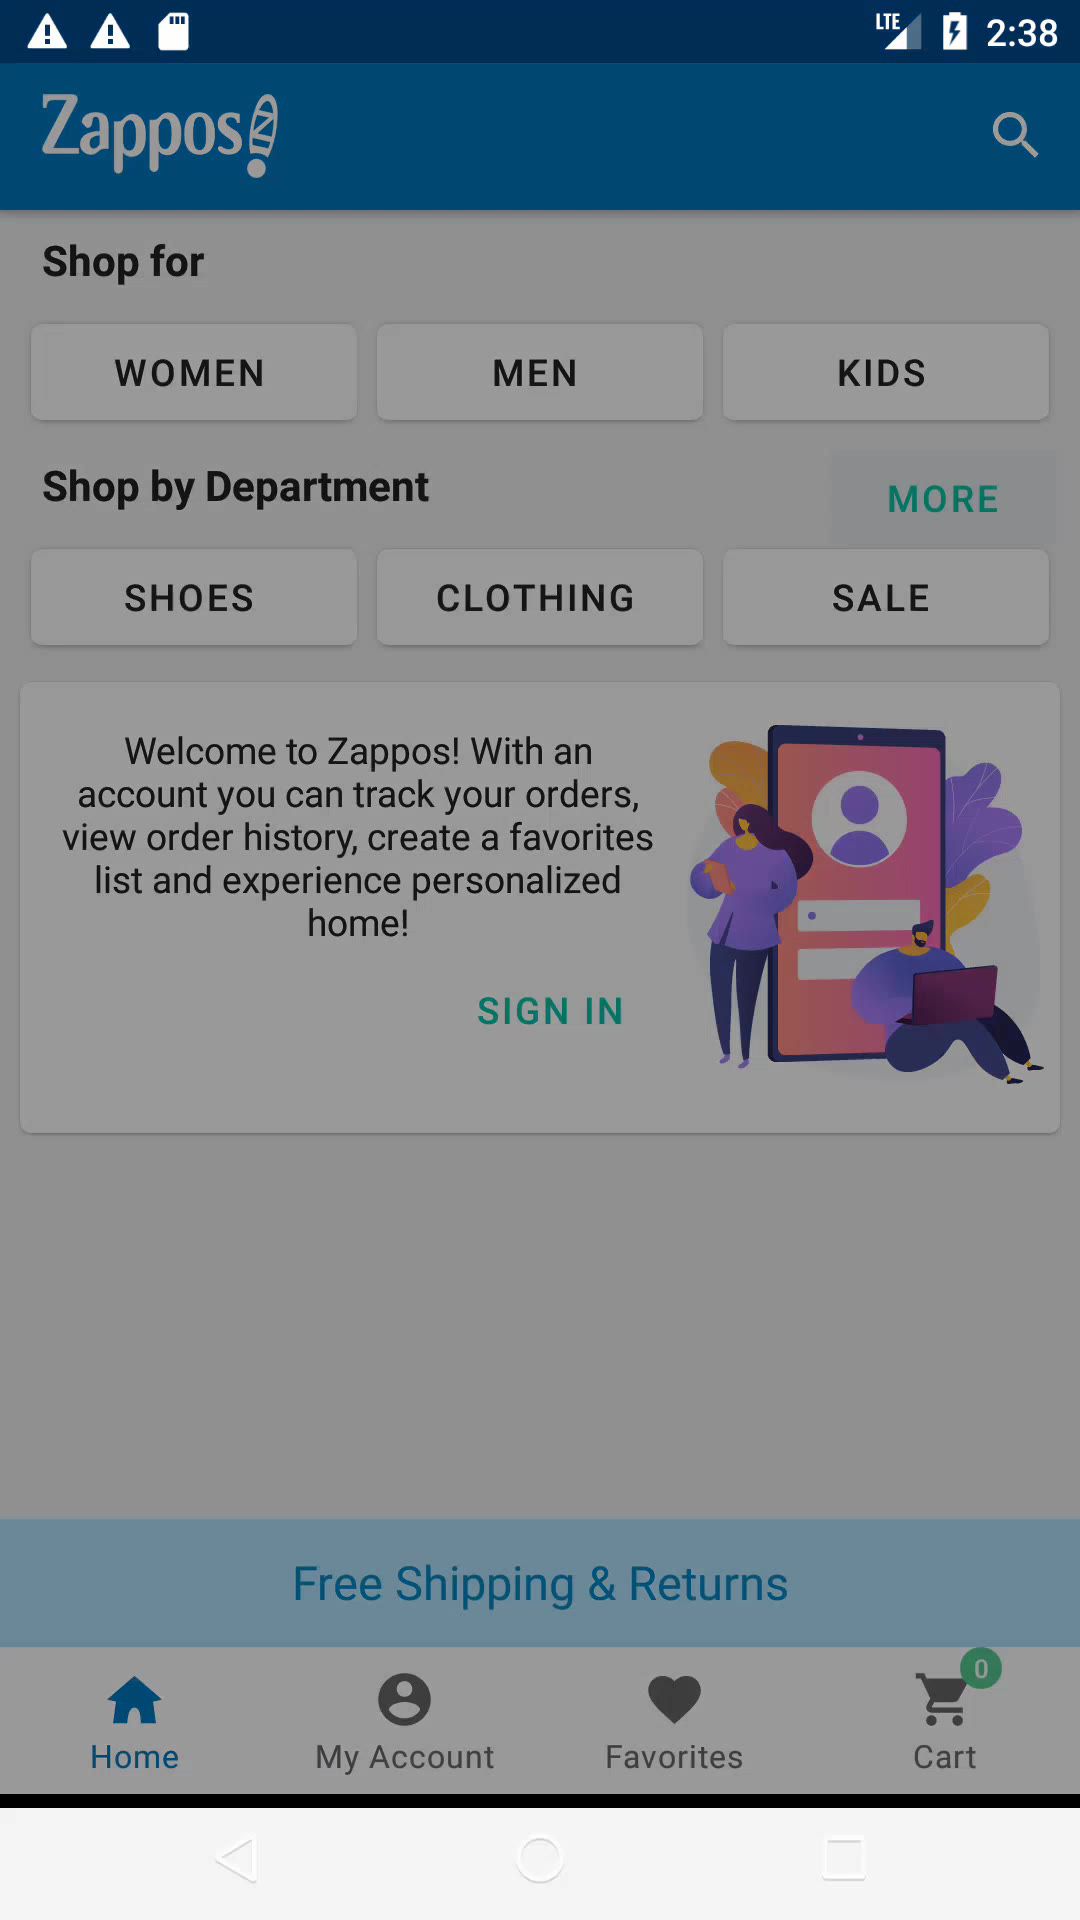 LTE 2:38
Zappos
Shop for
WOMEN MEN KIDS
Shop by Department MORE
SHOES CLOTHING SALE
Welcome to Zappos! With an
account you can track your orders,
view order history, create a favorites
list and experience personalized
home!
SIGN IN
Free Shipping & Returns
0
Home My Account Favorites Cart